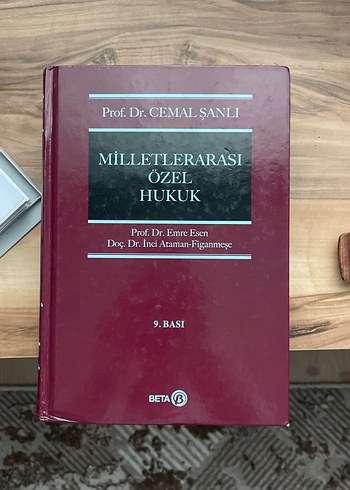 Prof. Dr. CEMAL ŞANLI
MİLLETLERARASI
ÖZEL
HUKUK
Prof. Dr. Emre Esen
Doç. Dr. İnci Ataman-Figanmeşe
9. BASI
BETA B